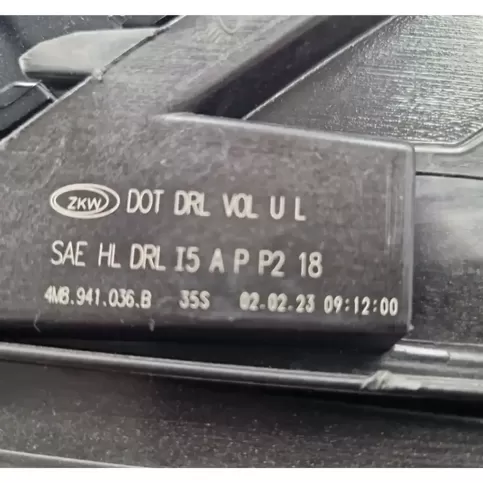 ZKW DOT DRL VOL U L
SAE HL DRL I5 A P P2 18
4M8.941.036.B 35S 02.02.23 09:12:00